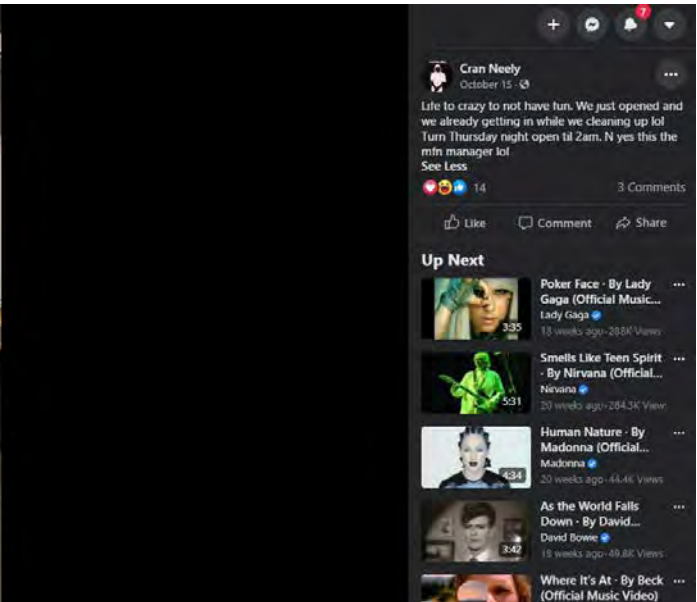 7
Cran Neely
October 15 ·
Life to crazy to not have fun. We just opened and
we already getting in while we cleaning up lol
Turn Thursday night open til 2am. N yes this the
mfn manager lol
See Less
14
3 Comments
Like
Comment
Share
Up Next
Poker Face · By Lady
Gaga (Official Music...
Lady Gaga
18 weeks ago · 288K Views
3:35
Smells Like Teen Spirit
· By Nirvana (Official...
Nirvana
20 weeks ago · 284.3K Views
5:31
Human Nature · By
Madonna (Official...
Madonna
20 weeks ago · 44.4K Views
4:34
As the World Falls
Down · By David...
David Bowie
18 weeks ago · 49.8K Views
3:42
Where It's At · By Beck
(Official Music Video)